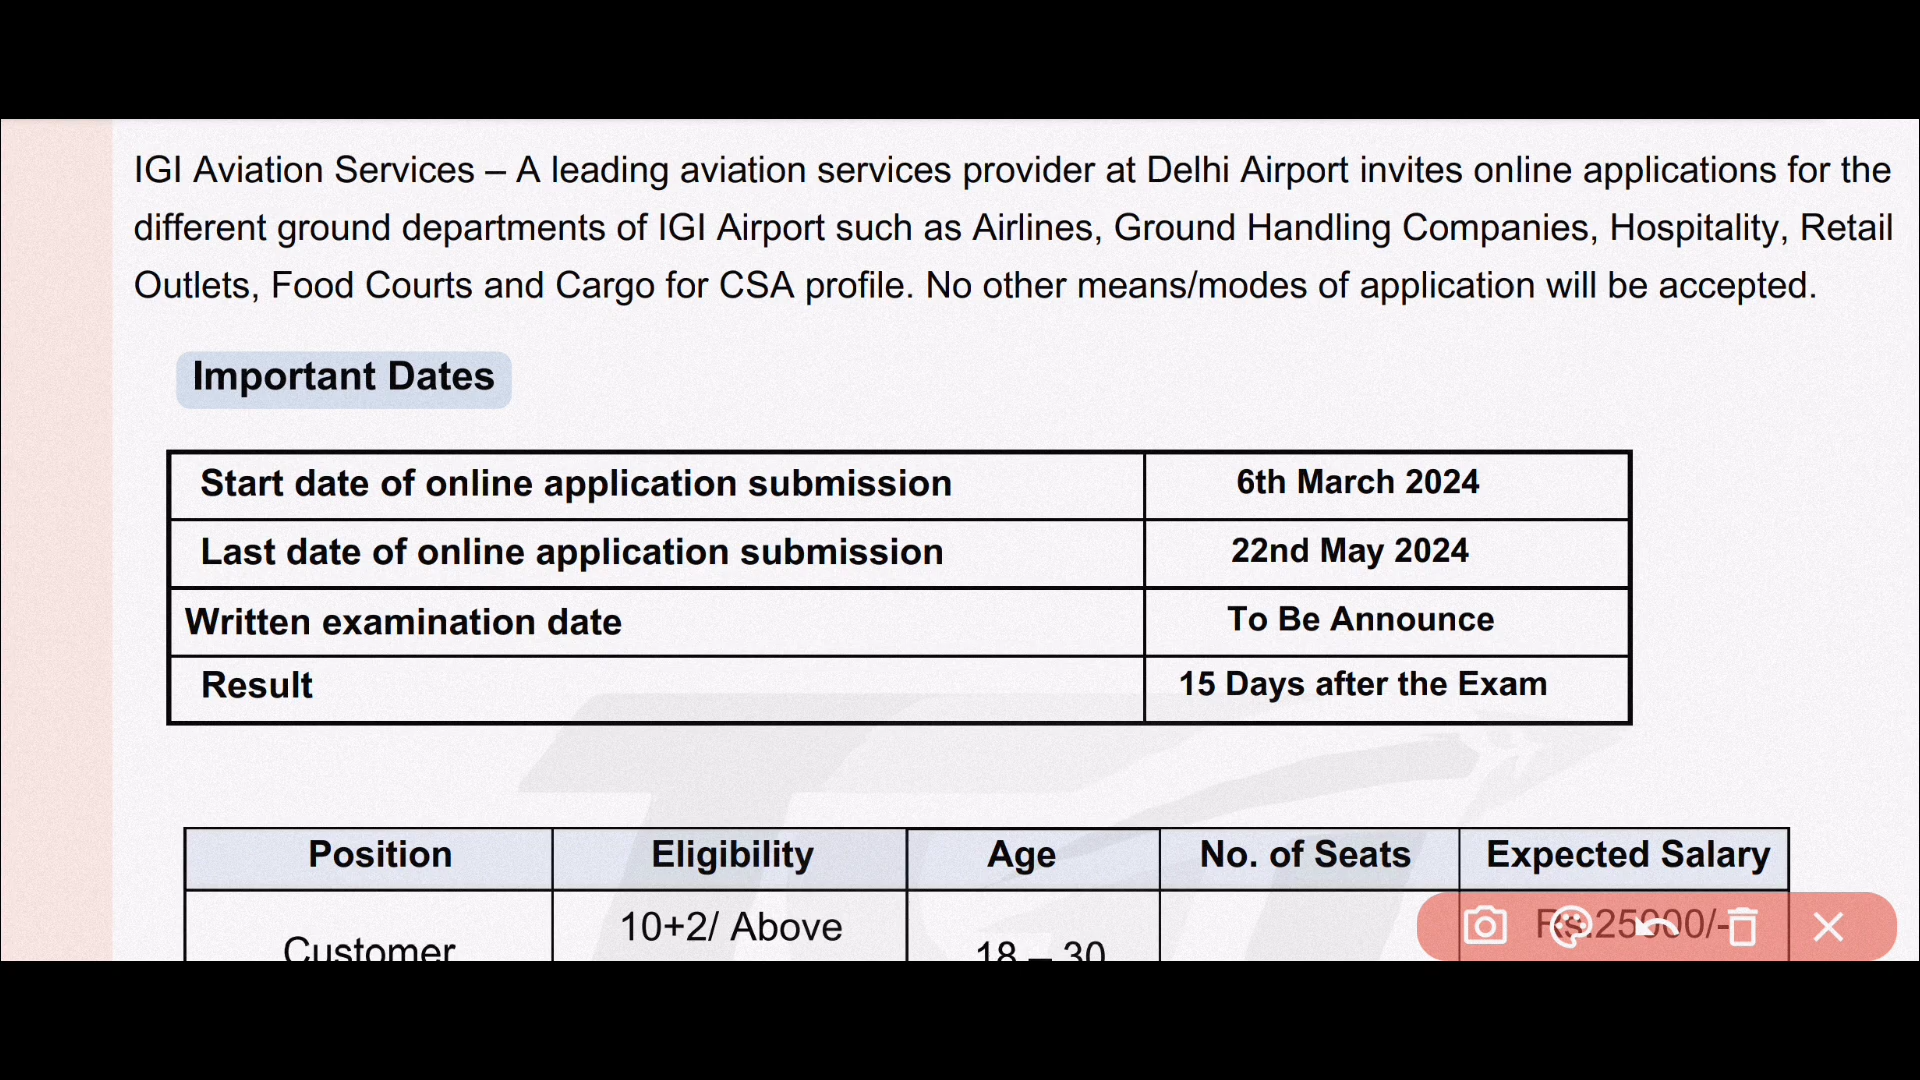 IGI Aviation Services – A leading aviation services provider at Delhi Airport invites online applications for the
different ground departments of IGI Airport such as Airlines, Ground Handling Companies, Hospitality, Retail
Outlets, Food Courts and Cargo for CSA profile. No other means/modes of application will be accepted.
Important Dates
Start date of online application submission 6th March 2024
Last date of online application submission 22nd May 2024
Written examination date To Be Announce
Result 15 Days after the Exam
Position Eligibility Age No. of Seats Expected Salary
10+2/ Above
Customer 18 – 30